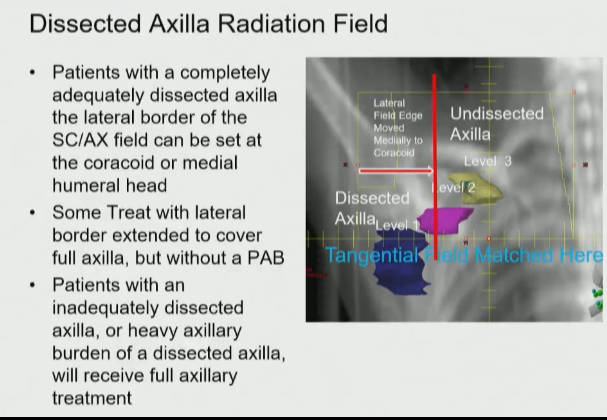 Dissected Axilla Radiation Field
• Patients with a completely
adequately dissected axilla
the lateral border of the
SC/AX field can be set at
the coracoid or medial
humeral head
• Some Treat with lateral
border extended to cover
full axilla, but without a PAB
• Patients with an
inadequately dissected
axilla, or heavy axillary
burden of a dissected axilla,
will receive full axillary
treatment
Lateral
Field Edge
Moved
Medially to
Coracoid
Undissected
Axilla
Level 3
Level 2
Dissected
Axilla
Level 1
Tangential Field Matched Here